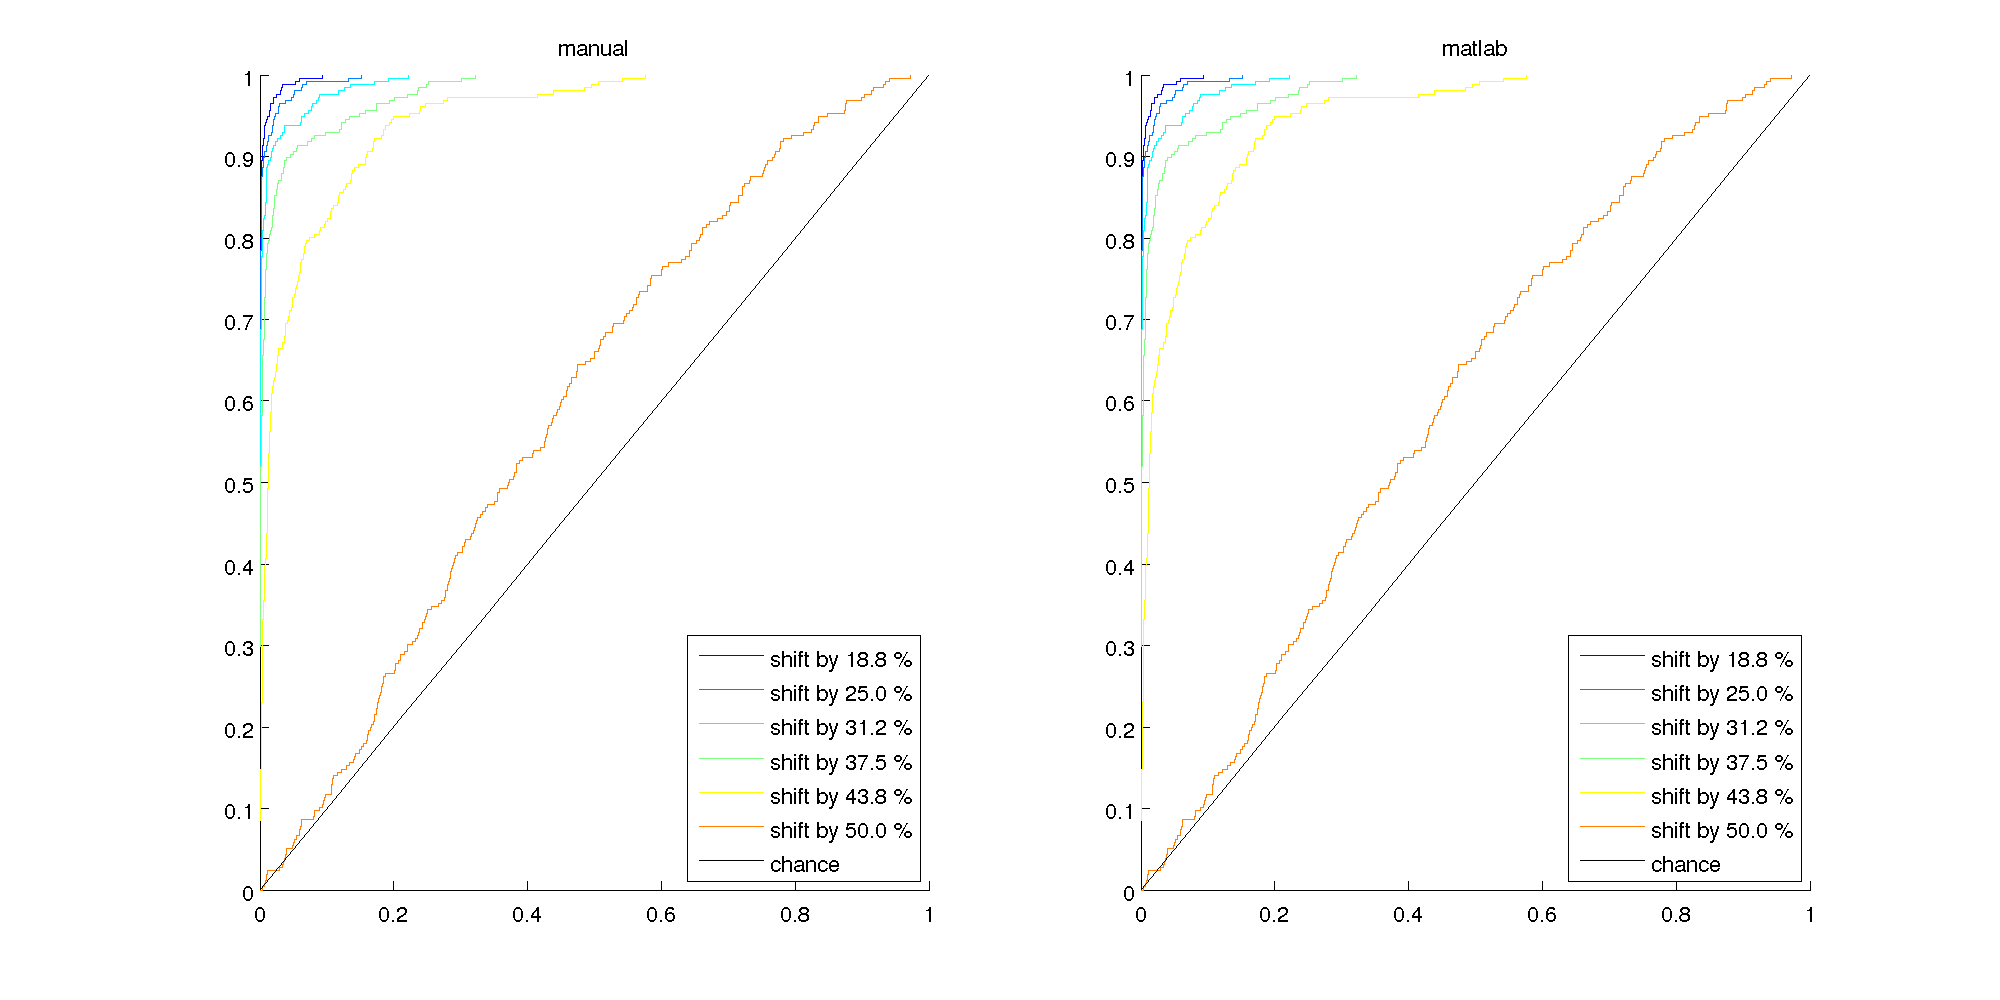 manual
1
0.9
0.8
0.7
0.6
0.5
0.4
0.3
0.2
0.1
0
0 0.2 0.4 0.6 0.8 1
shift by 18.8 %
shift by 25.0 %
shift by 31.2 %
shift by 37.5 %
shift by 43.8 %
shift by 50.0 %
chance
matlab
1
0.9
0.8
0.7
0.6
0.5
0.4
0.3
0.2
0.1
0
0 0.2 0.4 0.6 0.8 1
shift by 18.8 %
shift by 25.0 %
shift by 31.2 %
shift by 37.5 %
shift by 43.8 %
shift by 50.0 %
chance